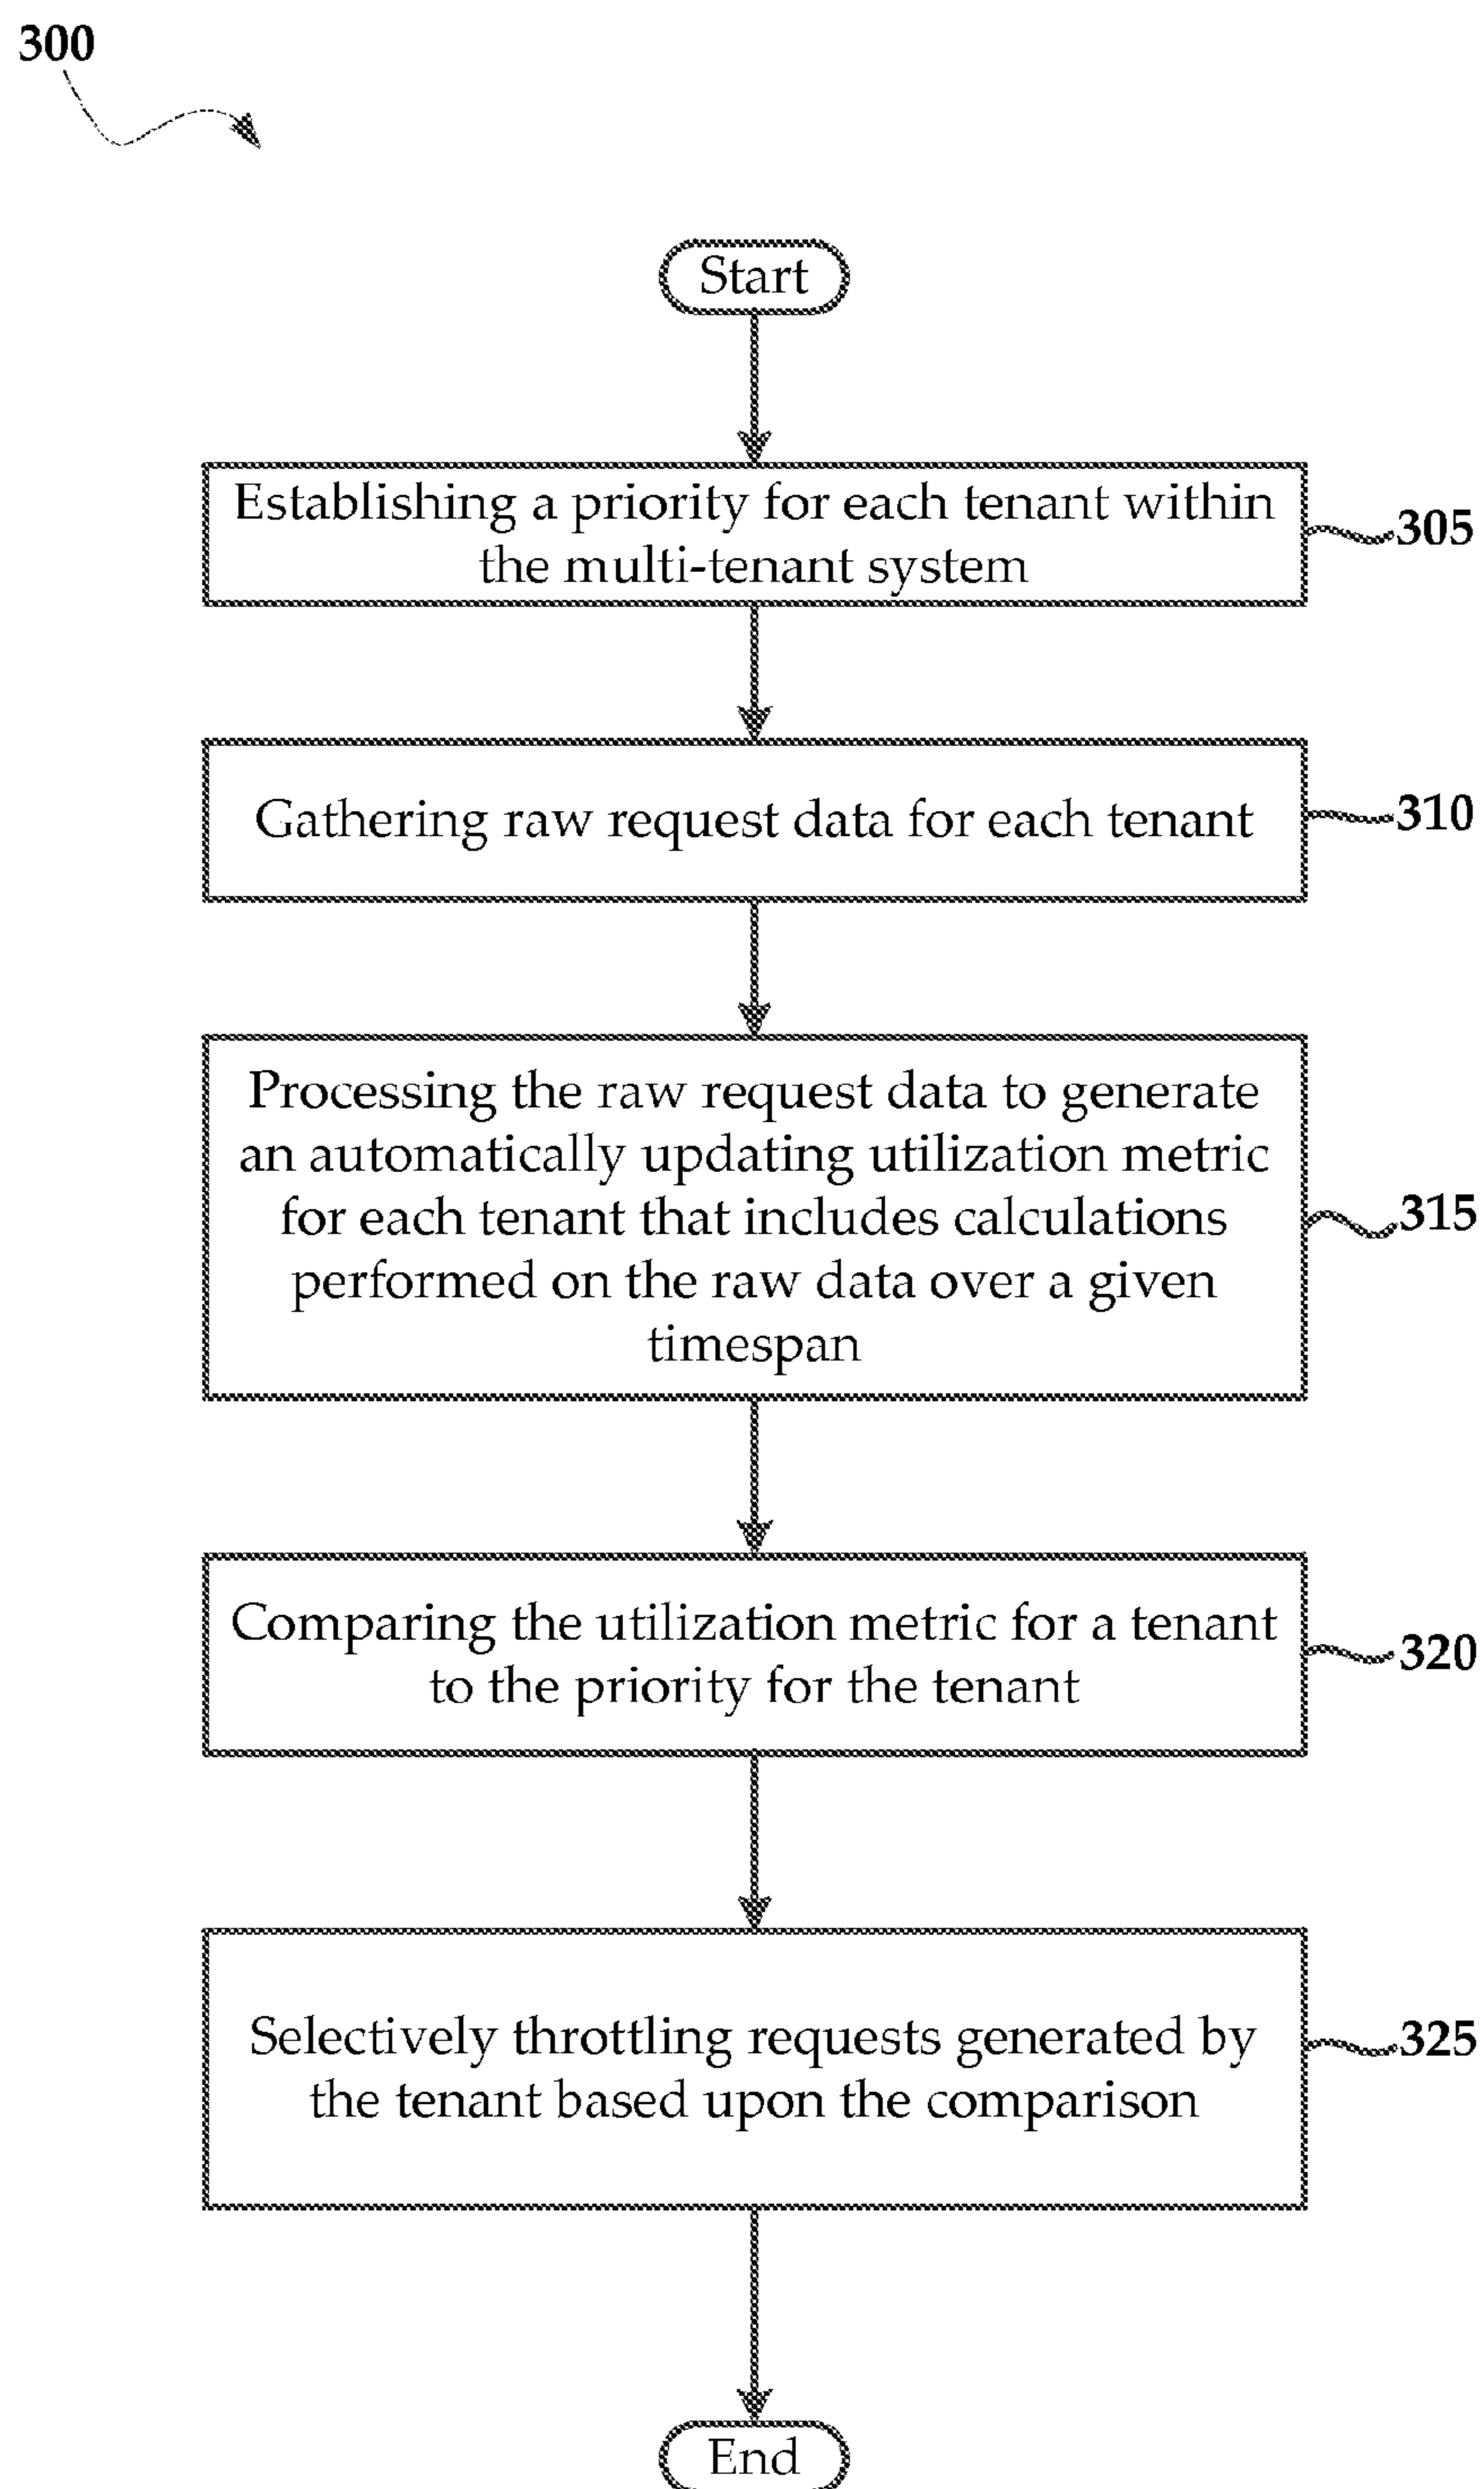 300
Start
Establishing a priority for each tenant within
the multi-tenant system
305
Gathering raw request data for each tenant
310
Processing the raw request data to generate
an automatically updating utilization metric
for each tenant that includes calculations
performed on the raw data over a given
timespan
315
Comparing the utilization metric for a tenant
to the priority for the tenant
320
Selectively throttling requests generated by
the tenant based upon the comparison
325
End